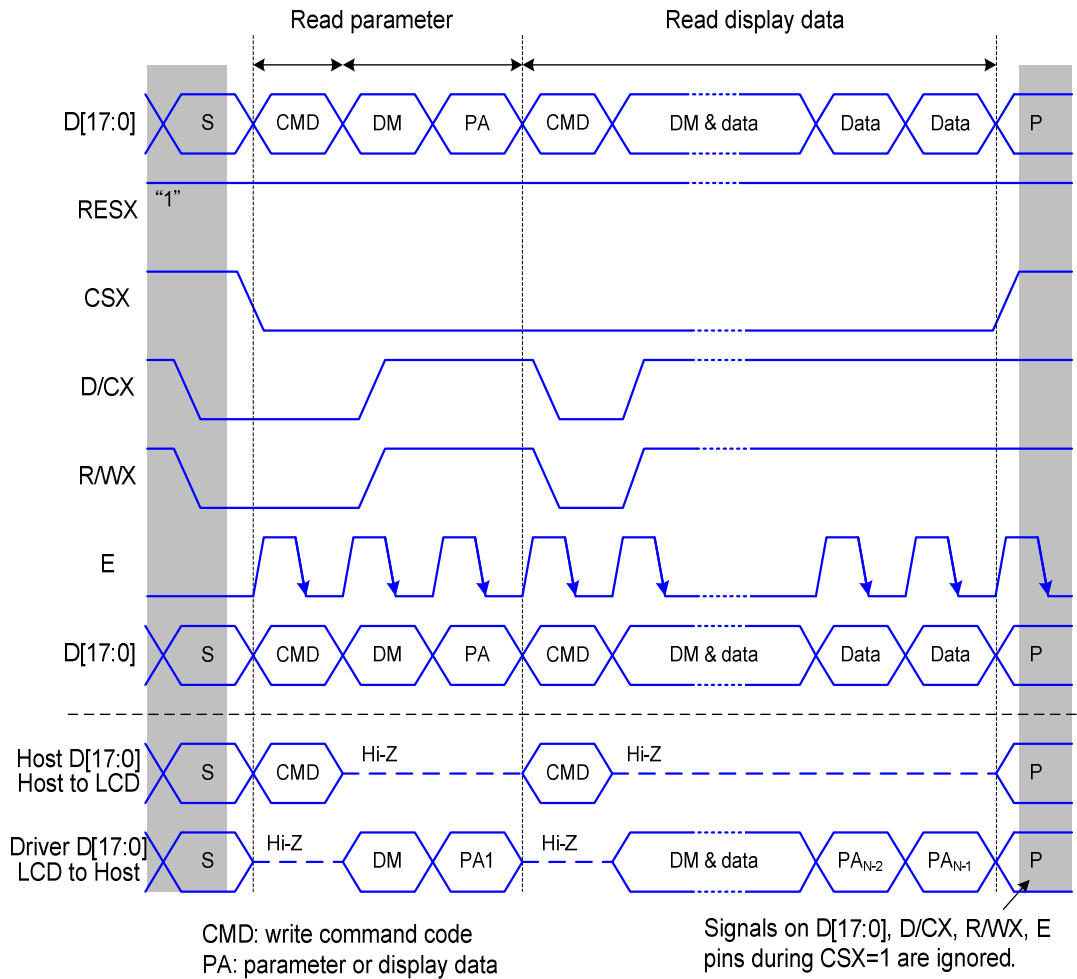 Read parameter Read display data
D[17:0] S CMD DM PA CMD DM & data Data Data P
RESX "1"
CSX
D/CX
R/WX
E
D[17:0] S CMD DM PA CMD DM & data Data Data P
Host D[17:0]
Host to LCD
S CMD Hi-Z CMD Hi-Z P
Driver D[17:0]
LCD to Host
S Hi-Z DM PA1 Hi-Z DM & data PAN-2 PAN-1 P
CMD: write command code
PA: parameter or display data
Signals on D[17:0], D/CX, R/WX, E
pins during CSX=1 are ignored.